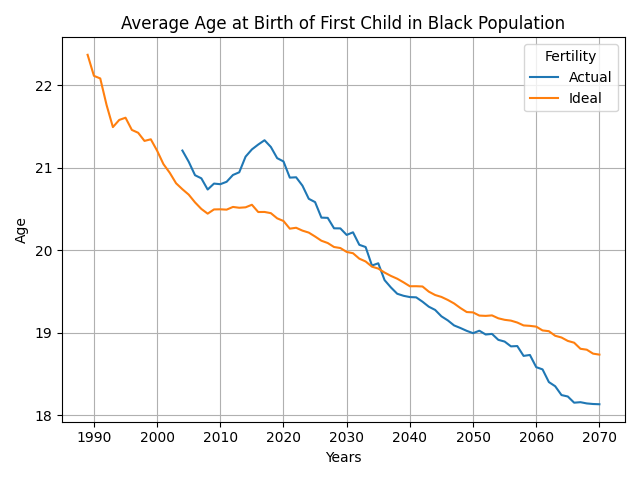 Average Age at Birth of First Child in Black Population
Fertility
Actual
Ideal
Age
22
21
20
19
18
1990 2000 2010 2020 2030 2040 2050 2060 2070
Years